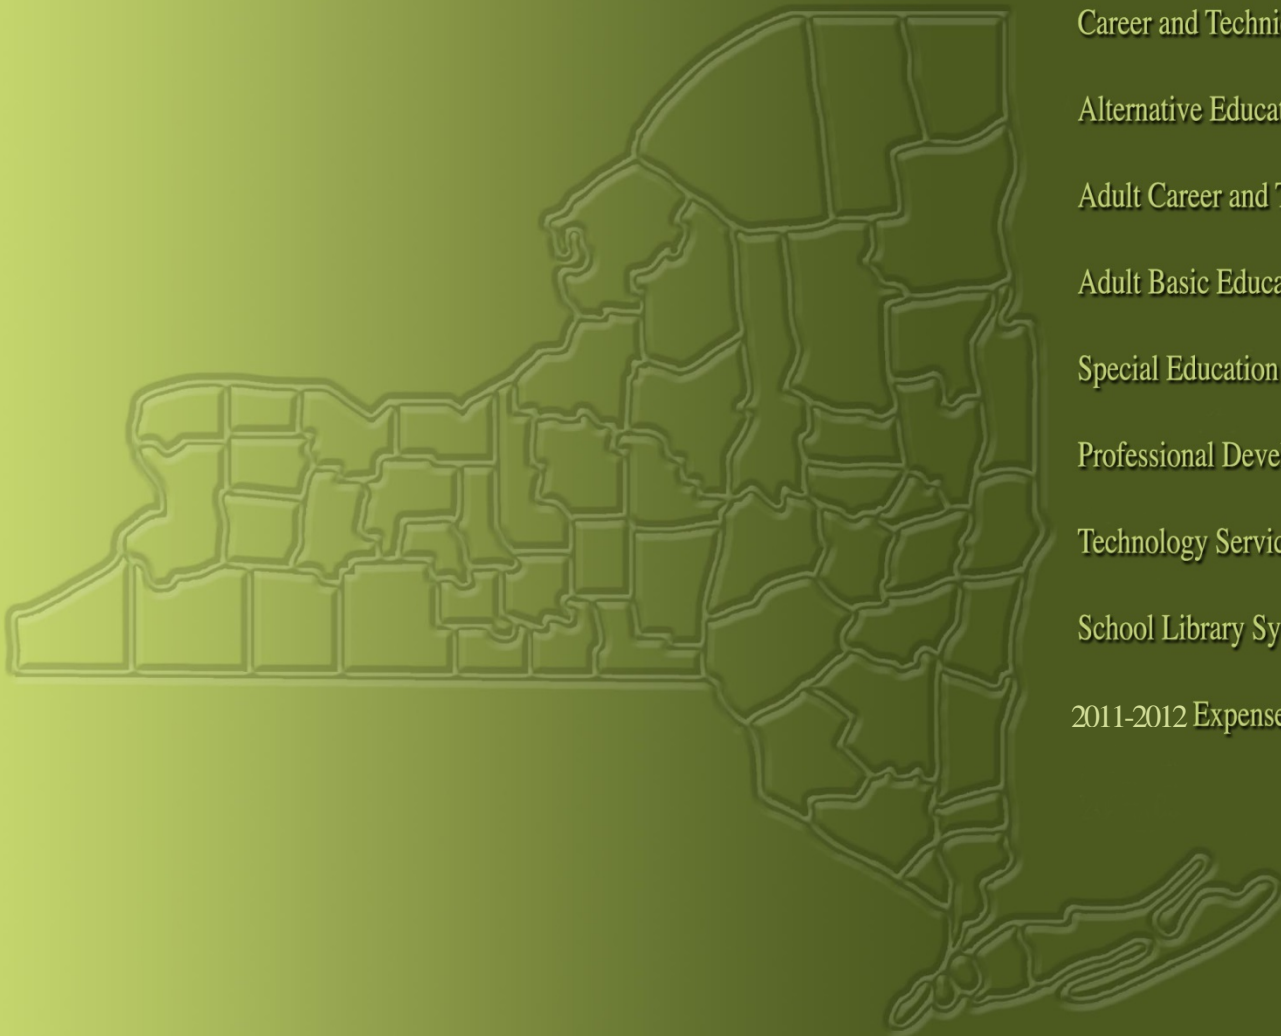 Career and Techni
Alternative Educa
Adult Career and
Adult Basic Educa
Special Education
Professional Deve
Technology Servic
School Library Sy
2011-2012 Expense